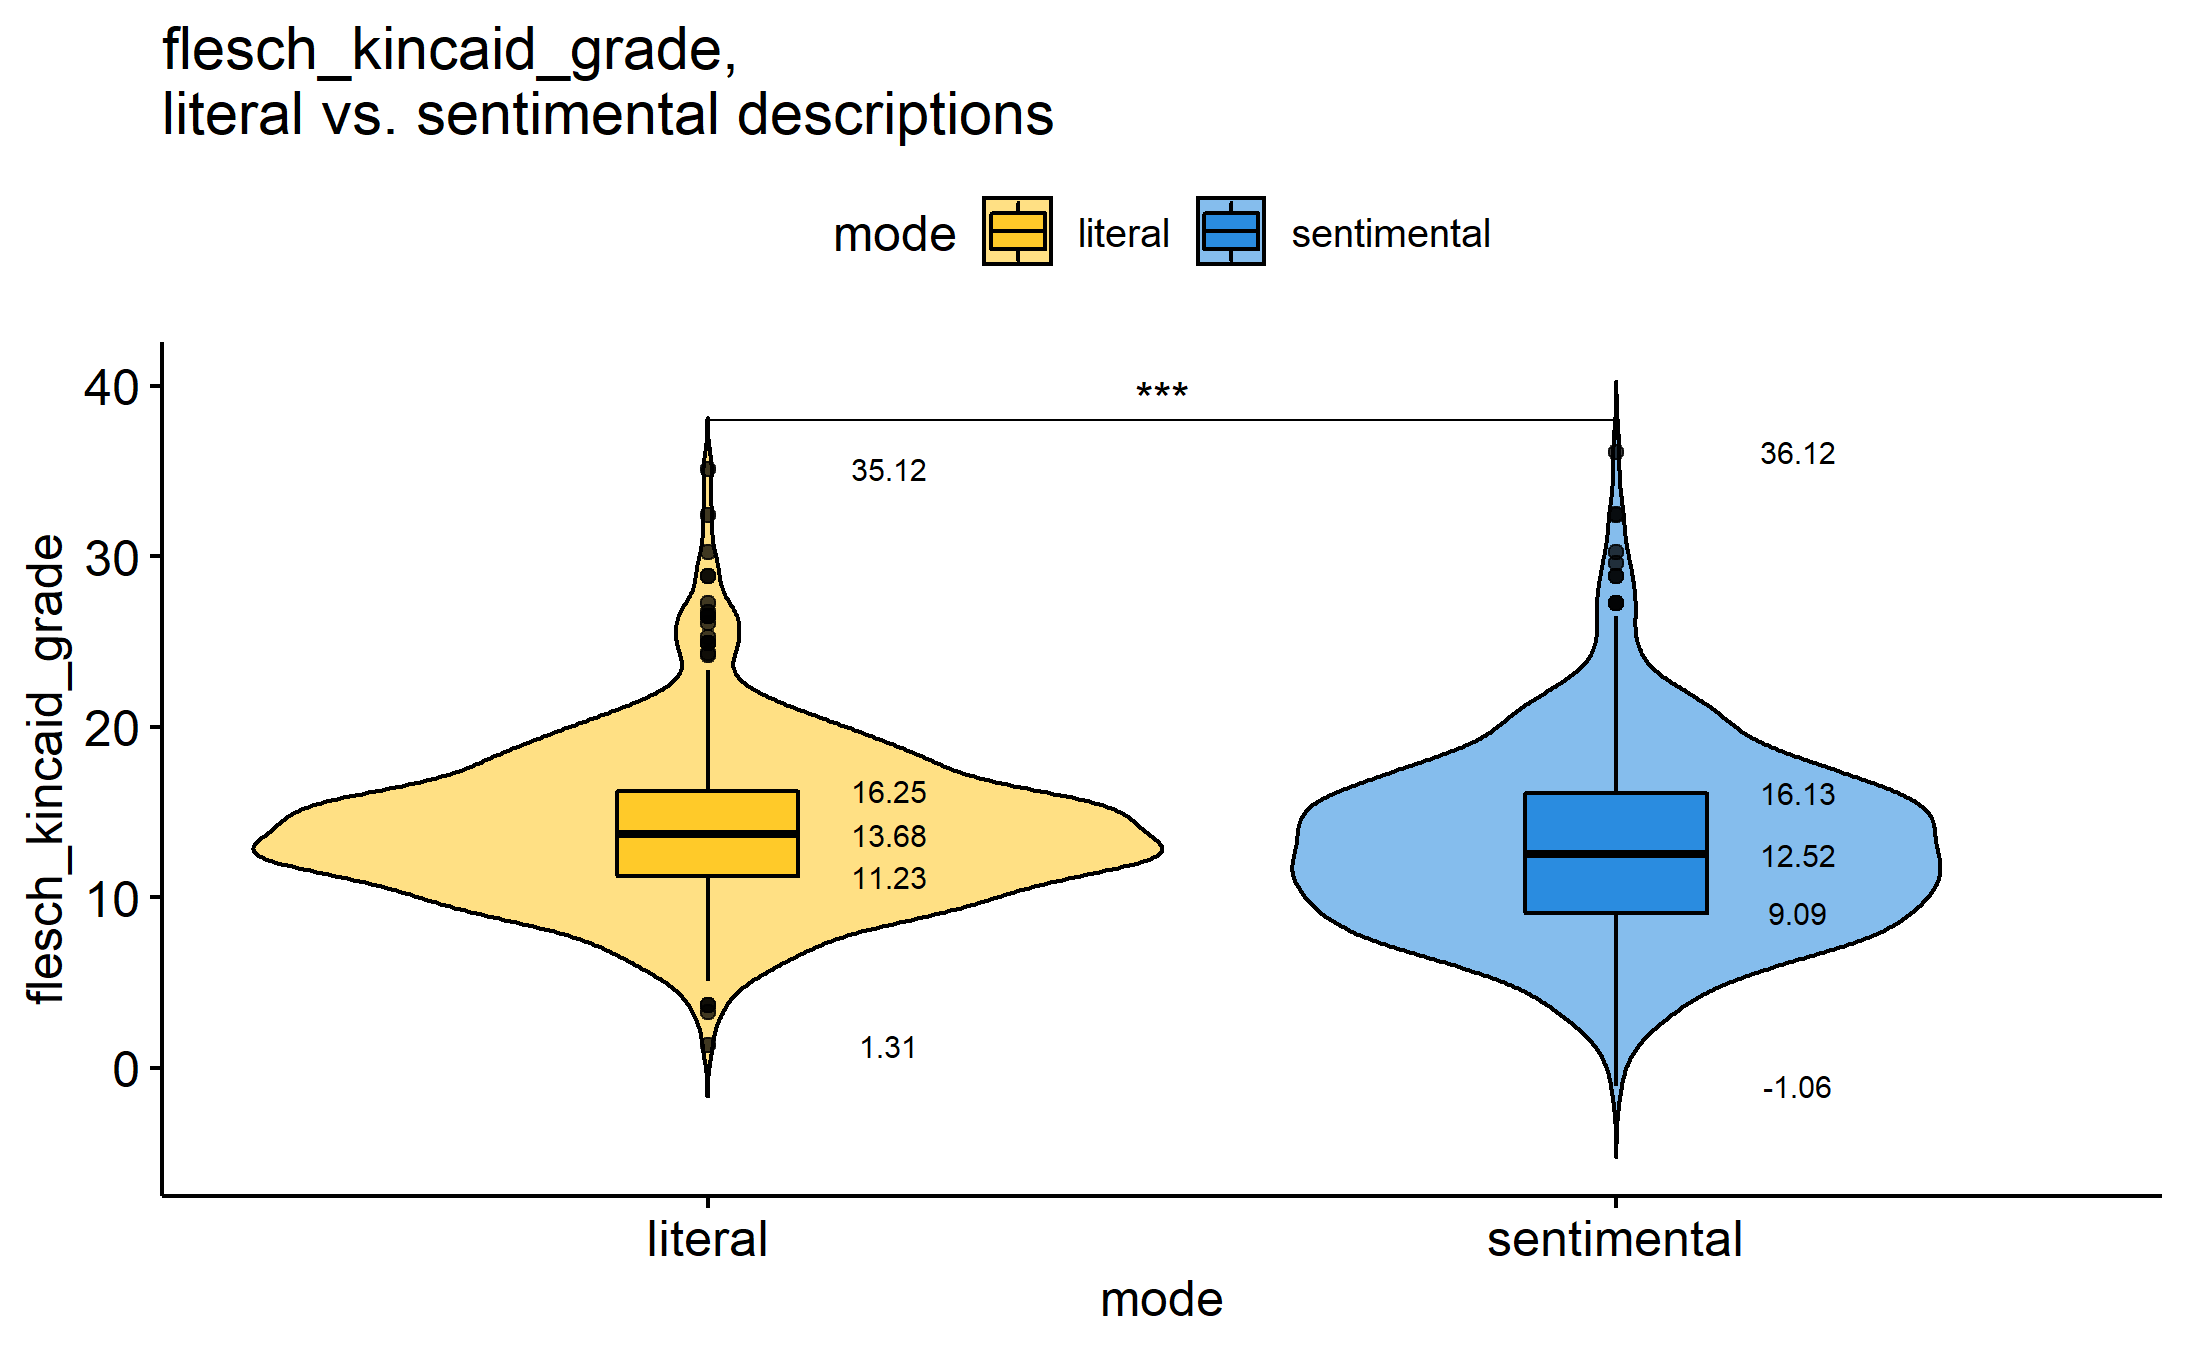 flesch_kincaid_grade,
literal vs. sentimental descriptions
mode literal sentimental
flesch_kincaid_grade
40
30
20
10
0
***
35.12
16.25
13.68
11.23
1.31
36.12
16.13
12.52
9.09
-1.06
literal sentimental
mode